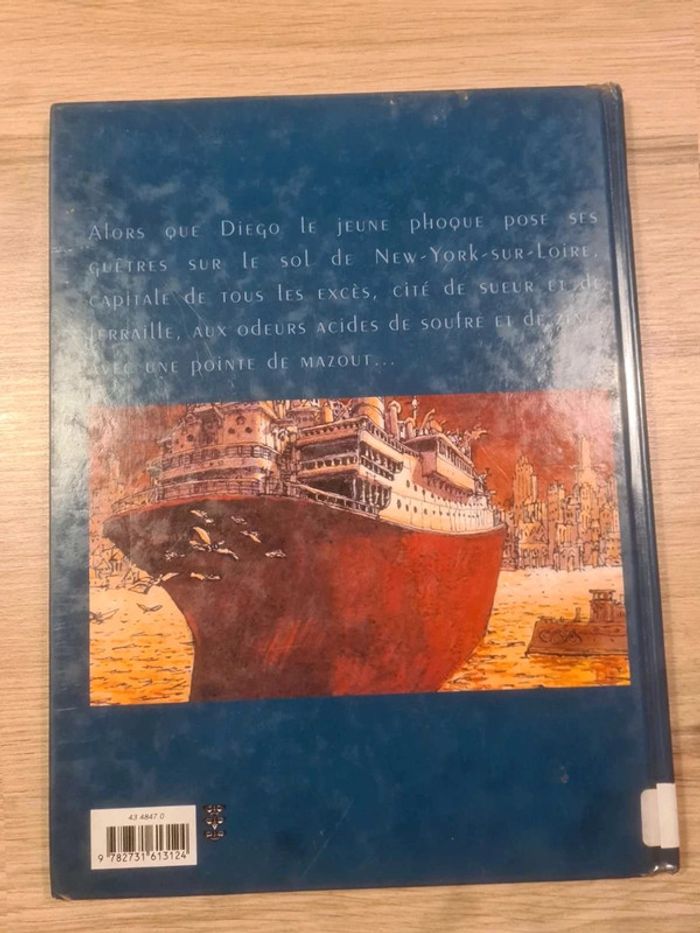 Alors que Diego le jeune phoque pose ses
guêtres sur le sol de New-York-sur-Loire,
capitale de tous les excès, cité de sueur et de
ferraille, aux odeurs acides de soufre et de zinc
avec une pointe de mazout...
43 4847 0
9 782731 613124